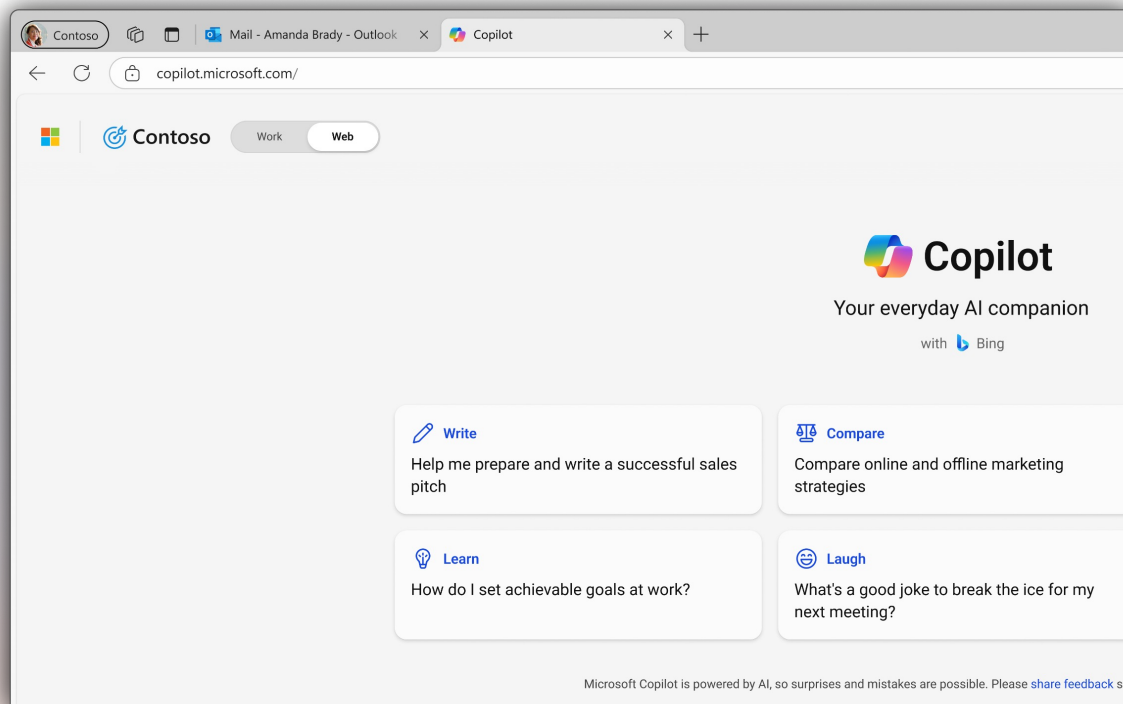 Contoso
Mail - Amanda Brady - Outlook
Copilot
copilot.microsoft.com/
Contoso
Work
Web
Copilot
Your everyday AI companion
with Bing
Write
Help me prepare and write a successful sales
pitch
Compare
Compare online and offline marketing
strategies
Learn
How do I set achievable goals at work?
Laugh
What's a good joke to break the ice for my
next meeting?
Microsoft Copilot is powered by AI, so surprises and mistakes are possible. Please share feedback s